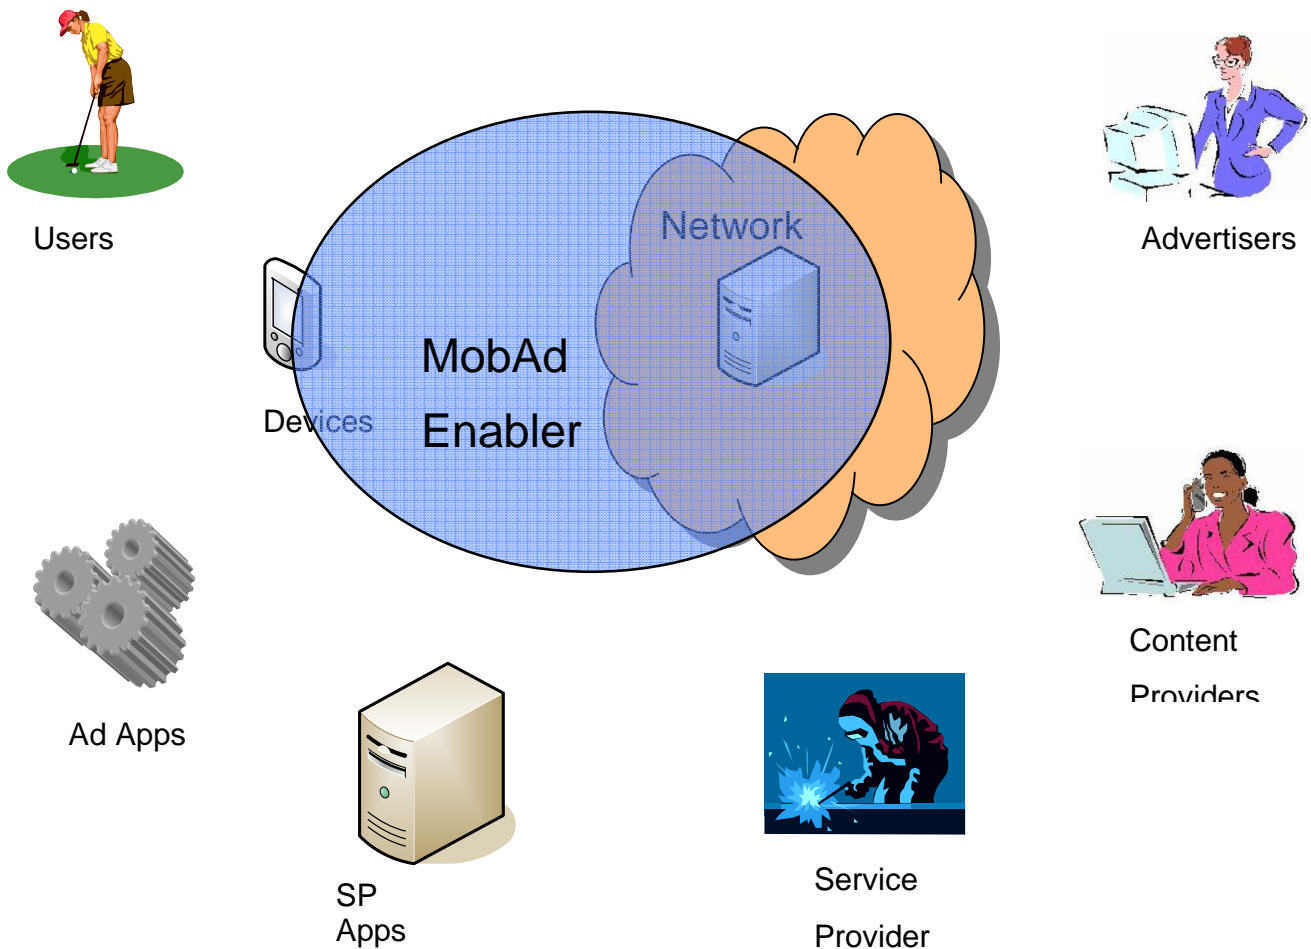 Users
Advertisers
Network
MobAd
Enabler
Devices
Content
Providers
Ad Apps
SP
Apps
Service
Provider